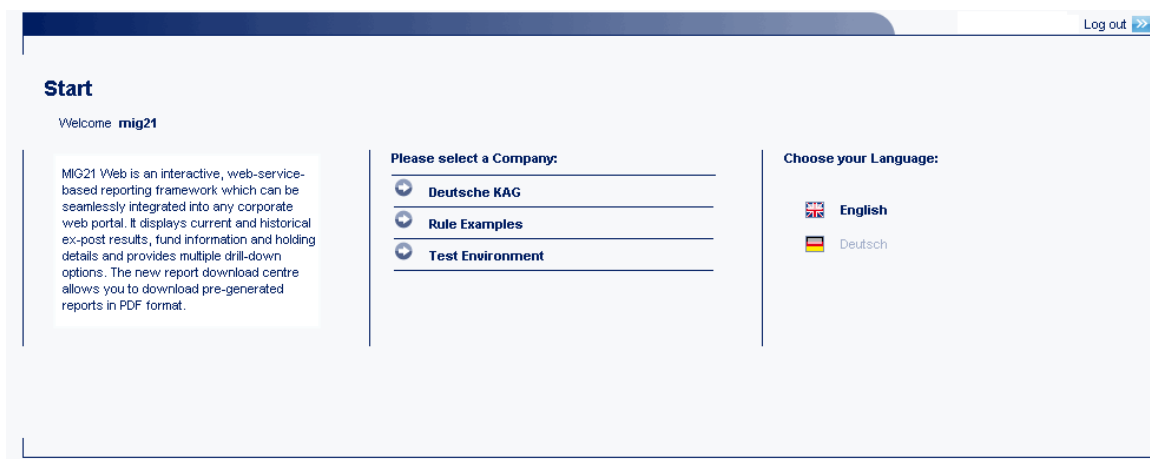 Log out
Start
Welcome mig21
MIG21 Web is an interactive, web-service-
based reporting framework which can be
seamlessly integrated into any corporate
web portal. It displays current and historical
ex-post results, fund information and holding
details and provides multiple drill-down
options. The new report download centre
allows you to download pre-generated
reports in PDF format.
Please select a Company:
Deutsche KAG
Rule Examples
Test Environment
Choose your Language:
English
Deutsch